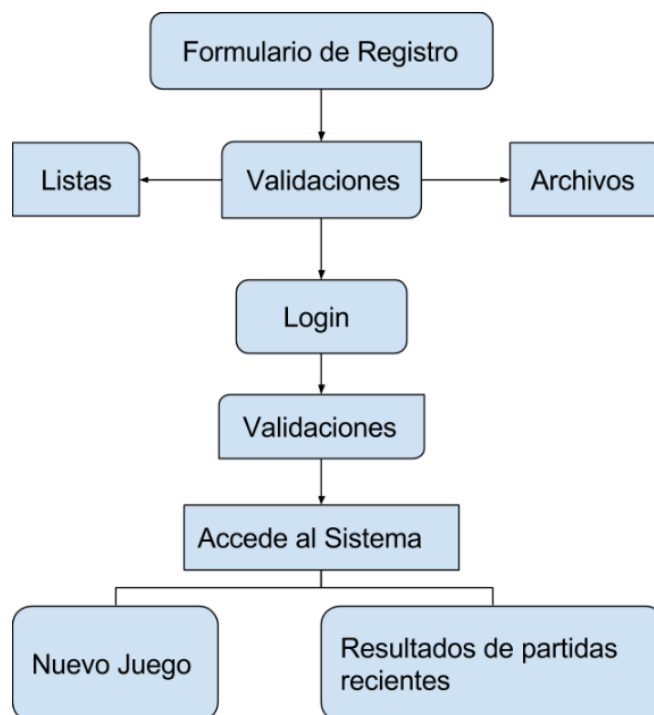 Formulario de Registro
Listas
Validaciones
Archivos
Login
Validaciones
Accede al Sistema
Nuevo Juego
Resultados de partidas
recientes